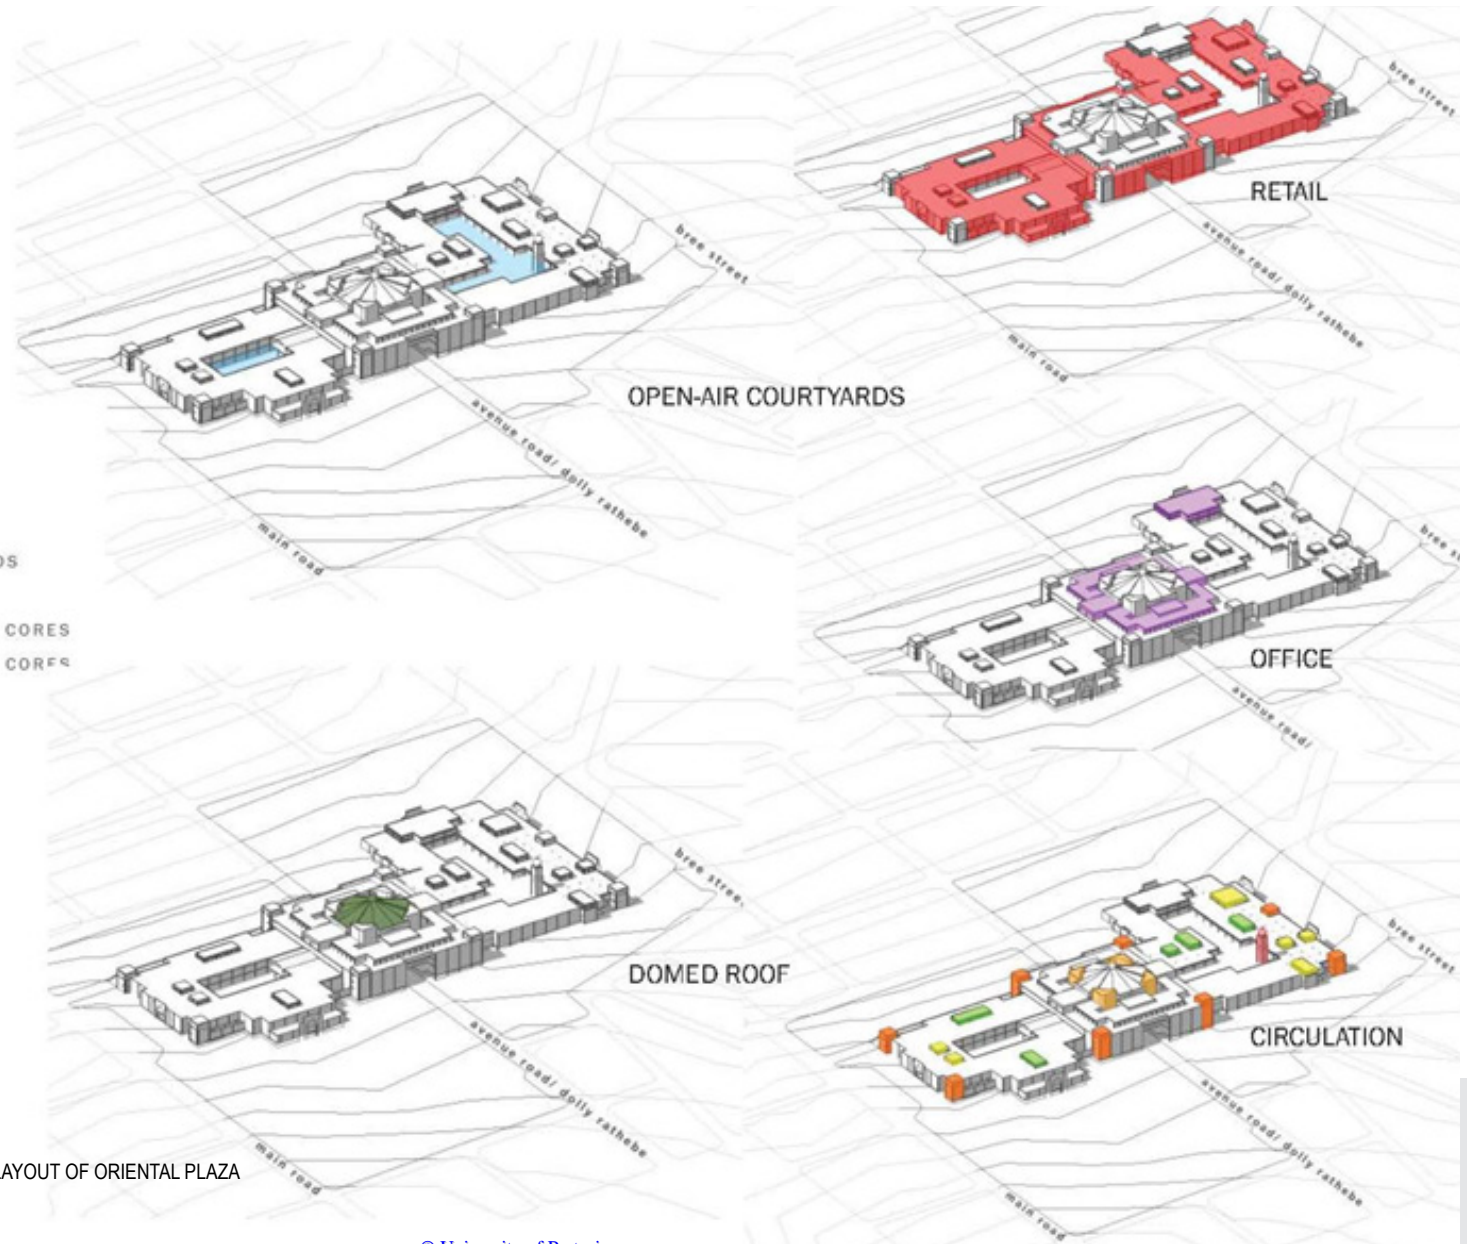 bree street
RETAIL
avenue road/ dolly rathebe
main road
bree street
OPEN-AIR COURTYARDS
avenue road/ dolly rathebe
main road
CORES
CORES
OFFICE
avenue road/
bree street
DOMED ROOF
avenue road/ dolly rathebe
main road
bree street
CIRCULATION
avenue road/ dolly rathebe
main road
AYOUT OF ORIENTAL PLAZA